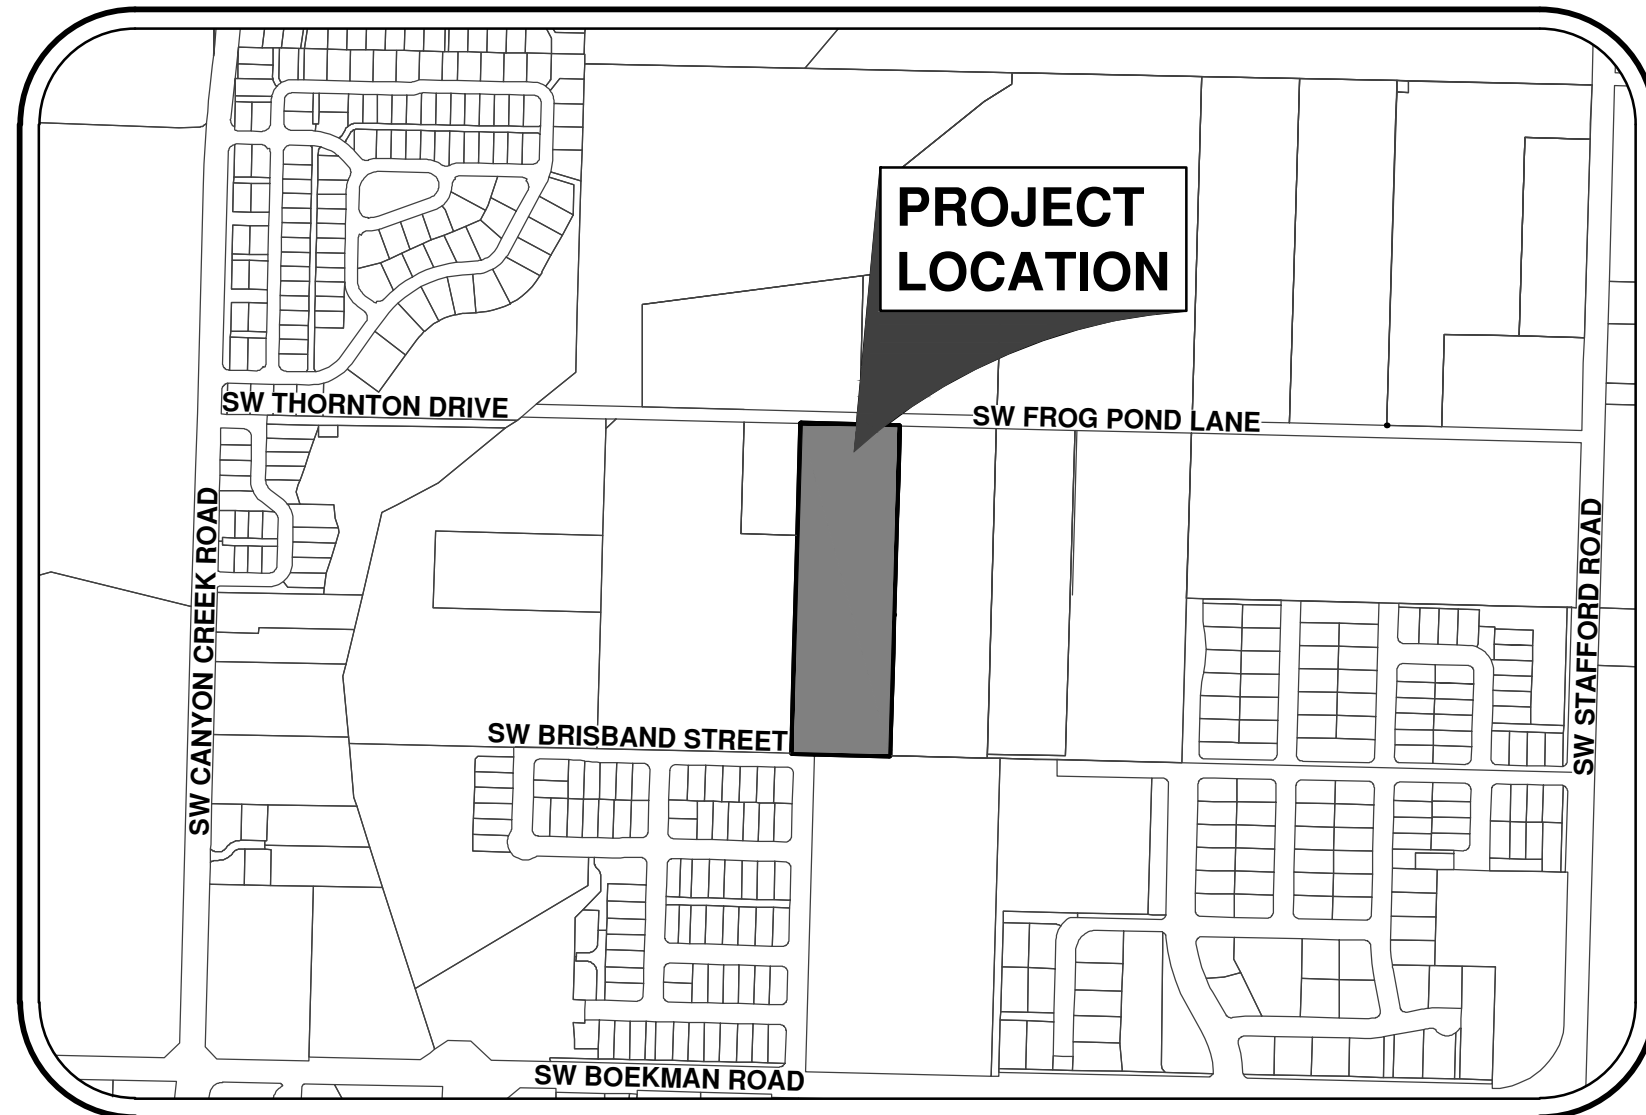 PROJECT
LOCATION
SW THORNTON DRIVE
SW FROG POND LANE
SW CANYON CREEK ROAD
SW STAFFORD ROAD
SW BRISBAND STREET
SW BOEKMAN ROAD